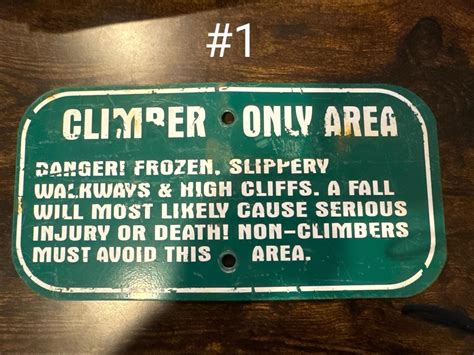 #1
CLIMBER ONLY AREA
DANGER! FROZEN, SLIPPERY
WALKWAYS & HIGH CLIFFS. A FALL
WILL MOST LIKELY CAUSE SERIOUS
INJURY OR DEATH! NON-CLIMBERS
MUST AVOID THIS AREA.